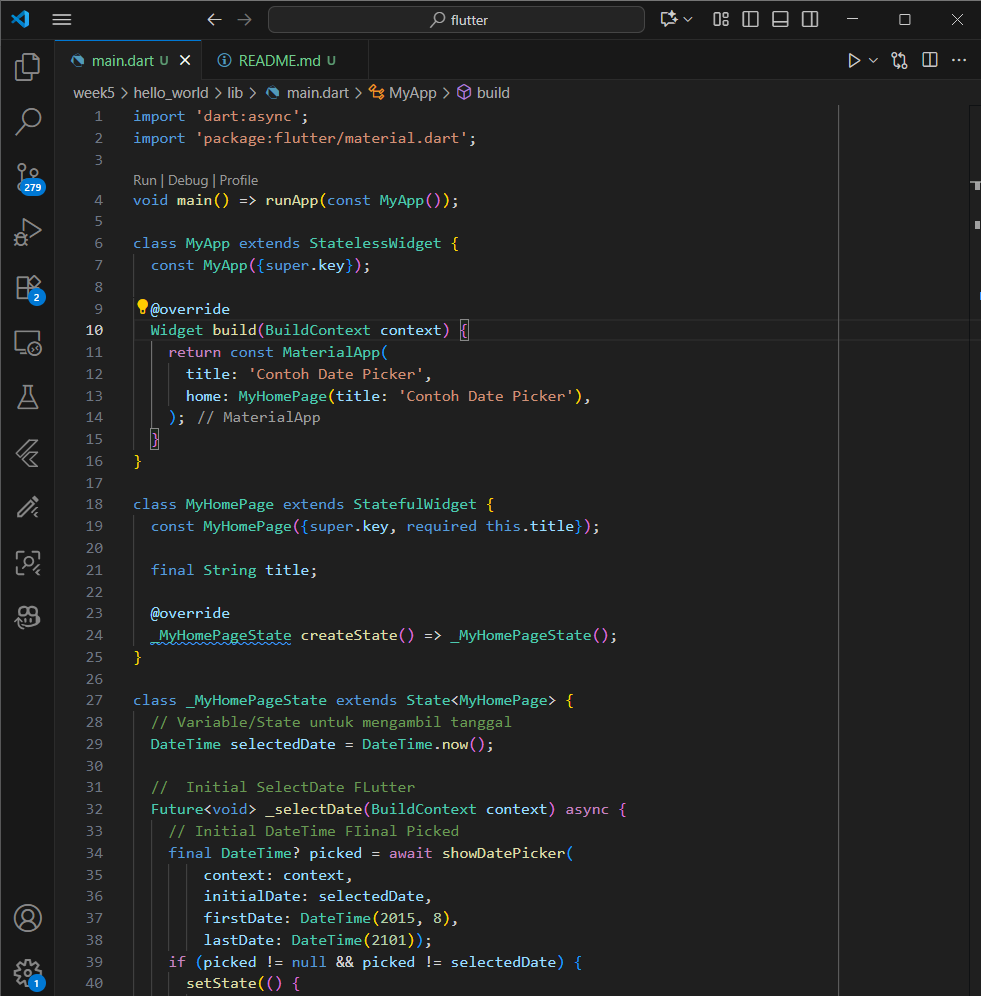 flutter
main.dart U
README.md U
week5 > hello_world > lib > main.dart > MyApp > build
1 import 'dart:async';
2 import 'package:flutter/material.dart';
3
Run | Debug | Profile
4 void main() => runApp(const MyApp());
5
6 class MyApp extends StatelessWidget {
7 const MyApp({super.key});
8
9 @override
10 Widget build(BuildContext context) {
11 return const MaterialApp(
12 title: 'Contoh Date Picker',
13 home: MyHomePage(title: 'Contoh Date Picker'),
14 ); // MaterialApp
15 }
16 }
17
18 class MyHomePage extends StatefulWidget {
19 const MyHomePage({super.key, required this.title});
20
21 final String title;
22
23 @override
24 _MyHomePageState createState() => _MyHomePageState();
25 }
26
27 class _MyHomePageState extends State<MyHomePage> {
28 // Variable/State untuk mengambil tanggal
29 DateTime selectedDate = DateTime.now();
30
31 //  Initial SelectDate FLutter
32 Future<void> _selectDate(BuildContext context) async {
33 // Initial DateTime FIinal Picked
34 final DateTime? picked = await showDatePicker(
35 context: context,
36 initialDate: selectedDate,
37 firstDate: DateTime(2015, 8),
38 lastDate: DateTime(2101));
39 if (picked != null && picked != selectedDate) {
40 setState(() {
279
2
1